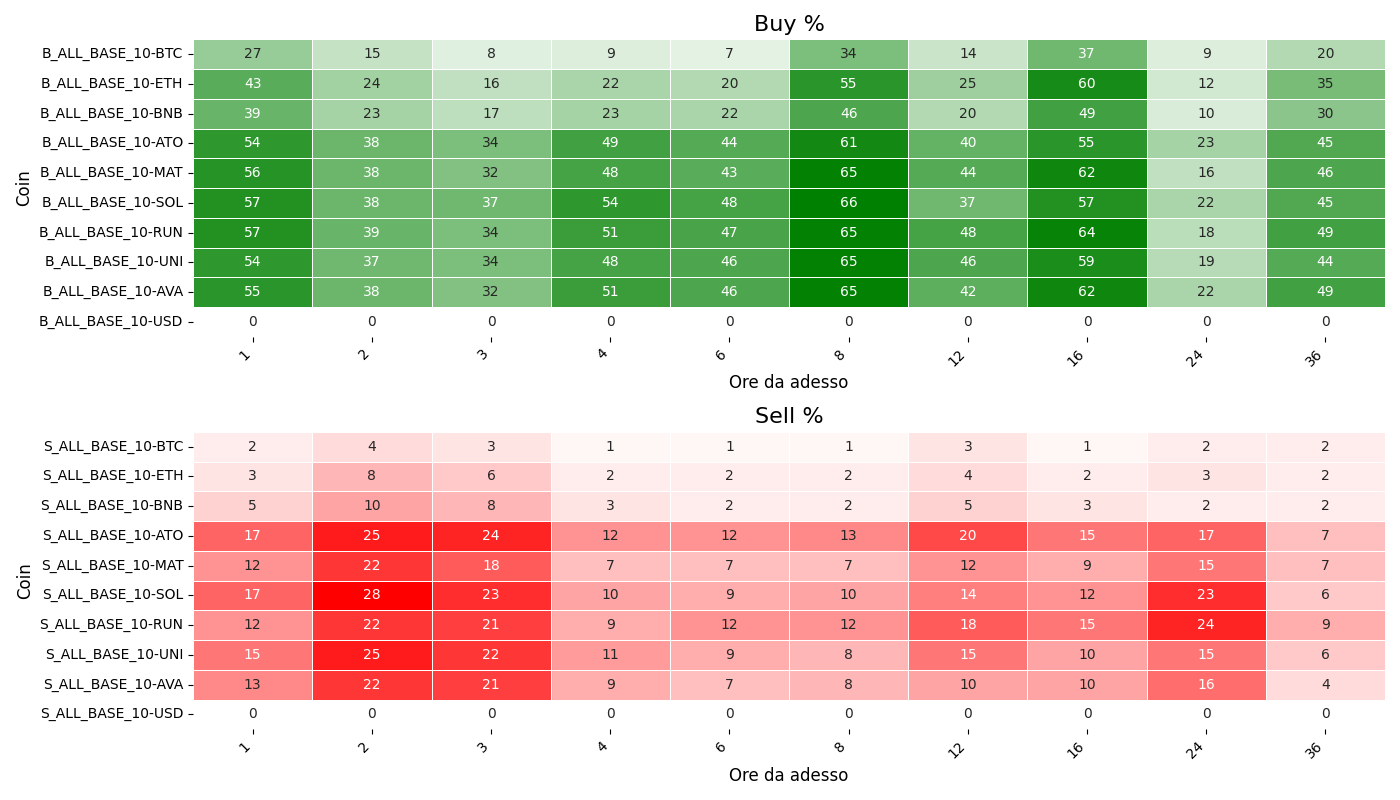 Buy %
Coin
B_ALL_BASE_10-BTC 27 15 8 9 7 34 14 37 9 20
B_ALL_BASE_10-ETH 43 24 16 22 20 55 25 60 12 35
B_ALL_BASE_10-BNB 39 23 17 23 22 46 20 49 10 30
B_ALL_BASE_10-ATO 54 38 34 49 44 61 40 55 23 45
B_ALL_BASE_10-MAT 56 38 32 48 43 65 44 62 16 46
B_ALL_BASE_10-SOL 57 38 37 54 48 66 37 57 22 45
B_ALL_BASE_10-RUN 57 39 34 51 47 65 48 64 18 49
B_ALL_BASE_10-UNI 54 37 34 48 46 65 46 59 19 44
B_ALL_BASE_10-AVA 55 38 32 51 46 65 42 62 22 49
B_ALL_BASE_10-USD 0 0 0 0 0 0 0 0 0 0
1 2 3 4 6 8 12 16 24 36
Ore da adesso
Sell %
Coin
S_ALL_BASE_10-BTC 2 4 3 1 1 1 3 1 2 2
S_ALL_BASE_10-ETH 3 8 6 2 2 2 4 2 3 2
S_ALL_BASE_10-BNB 5 10 8 3 2 2 5 3 2 2
S_ALL_BASE_10-ATO 17 25 24 12 12 13 20 15 17 7
S_ALL_BASE_10-MAT 12 22 18 7 7 7 12 9 15 7
S_ALL_BASE_10-SOL 17 28 23 10 9 10 14 12 23 6
S_ALL_BASE_10-RUN 12 22 21 9 12 12 18 15 24 9
S_ALL_BASE_10-UNI 15 25 22 11 9 8 15 10 15 6
S_ALL_BASE_10-AVA 13 22 21 9 7 8 10 10 16 4
S_ALL_BASE_10-USD 0 0 0 0 0 0 0 0 0 0
1 2 3 4 6 8 12 16 24 36
Ore da adesso